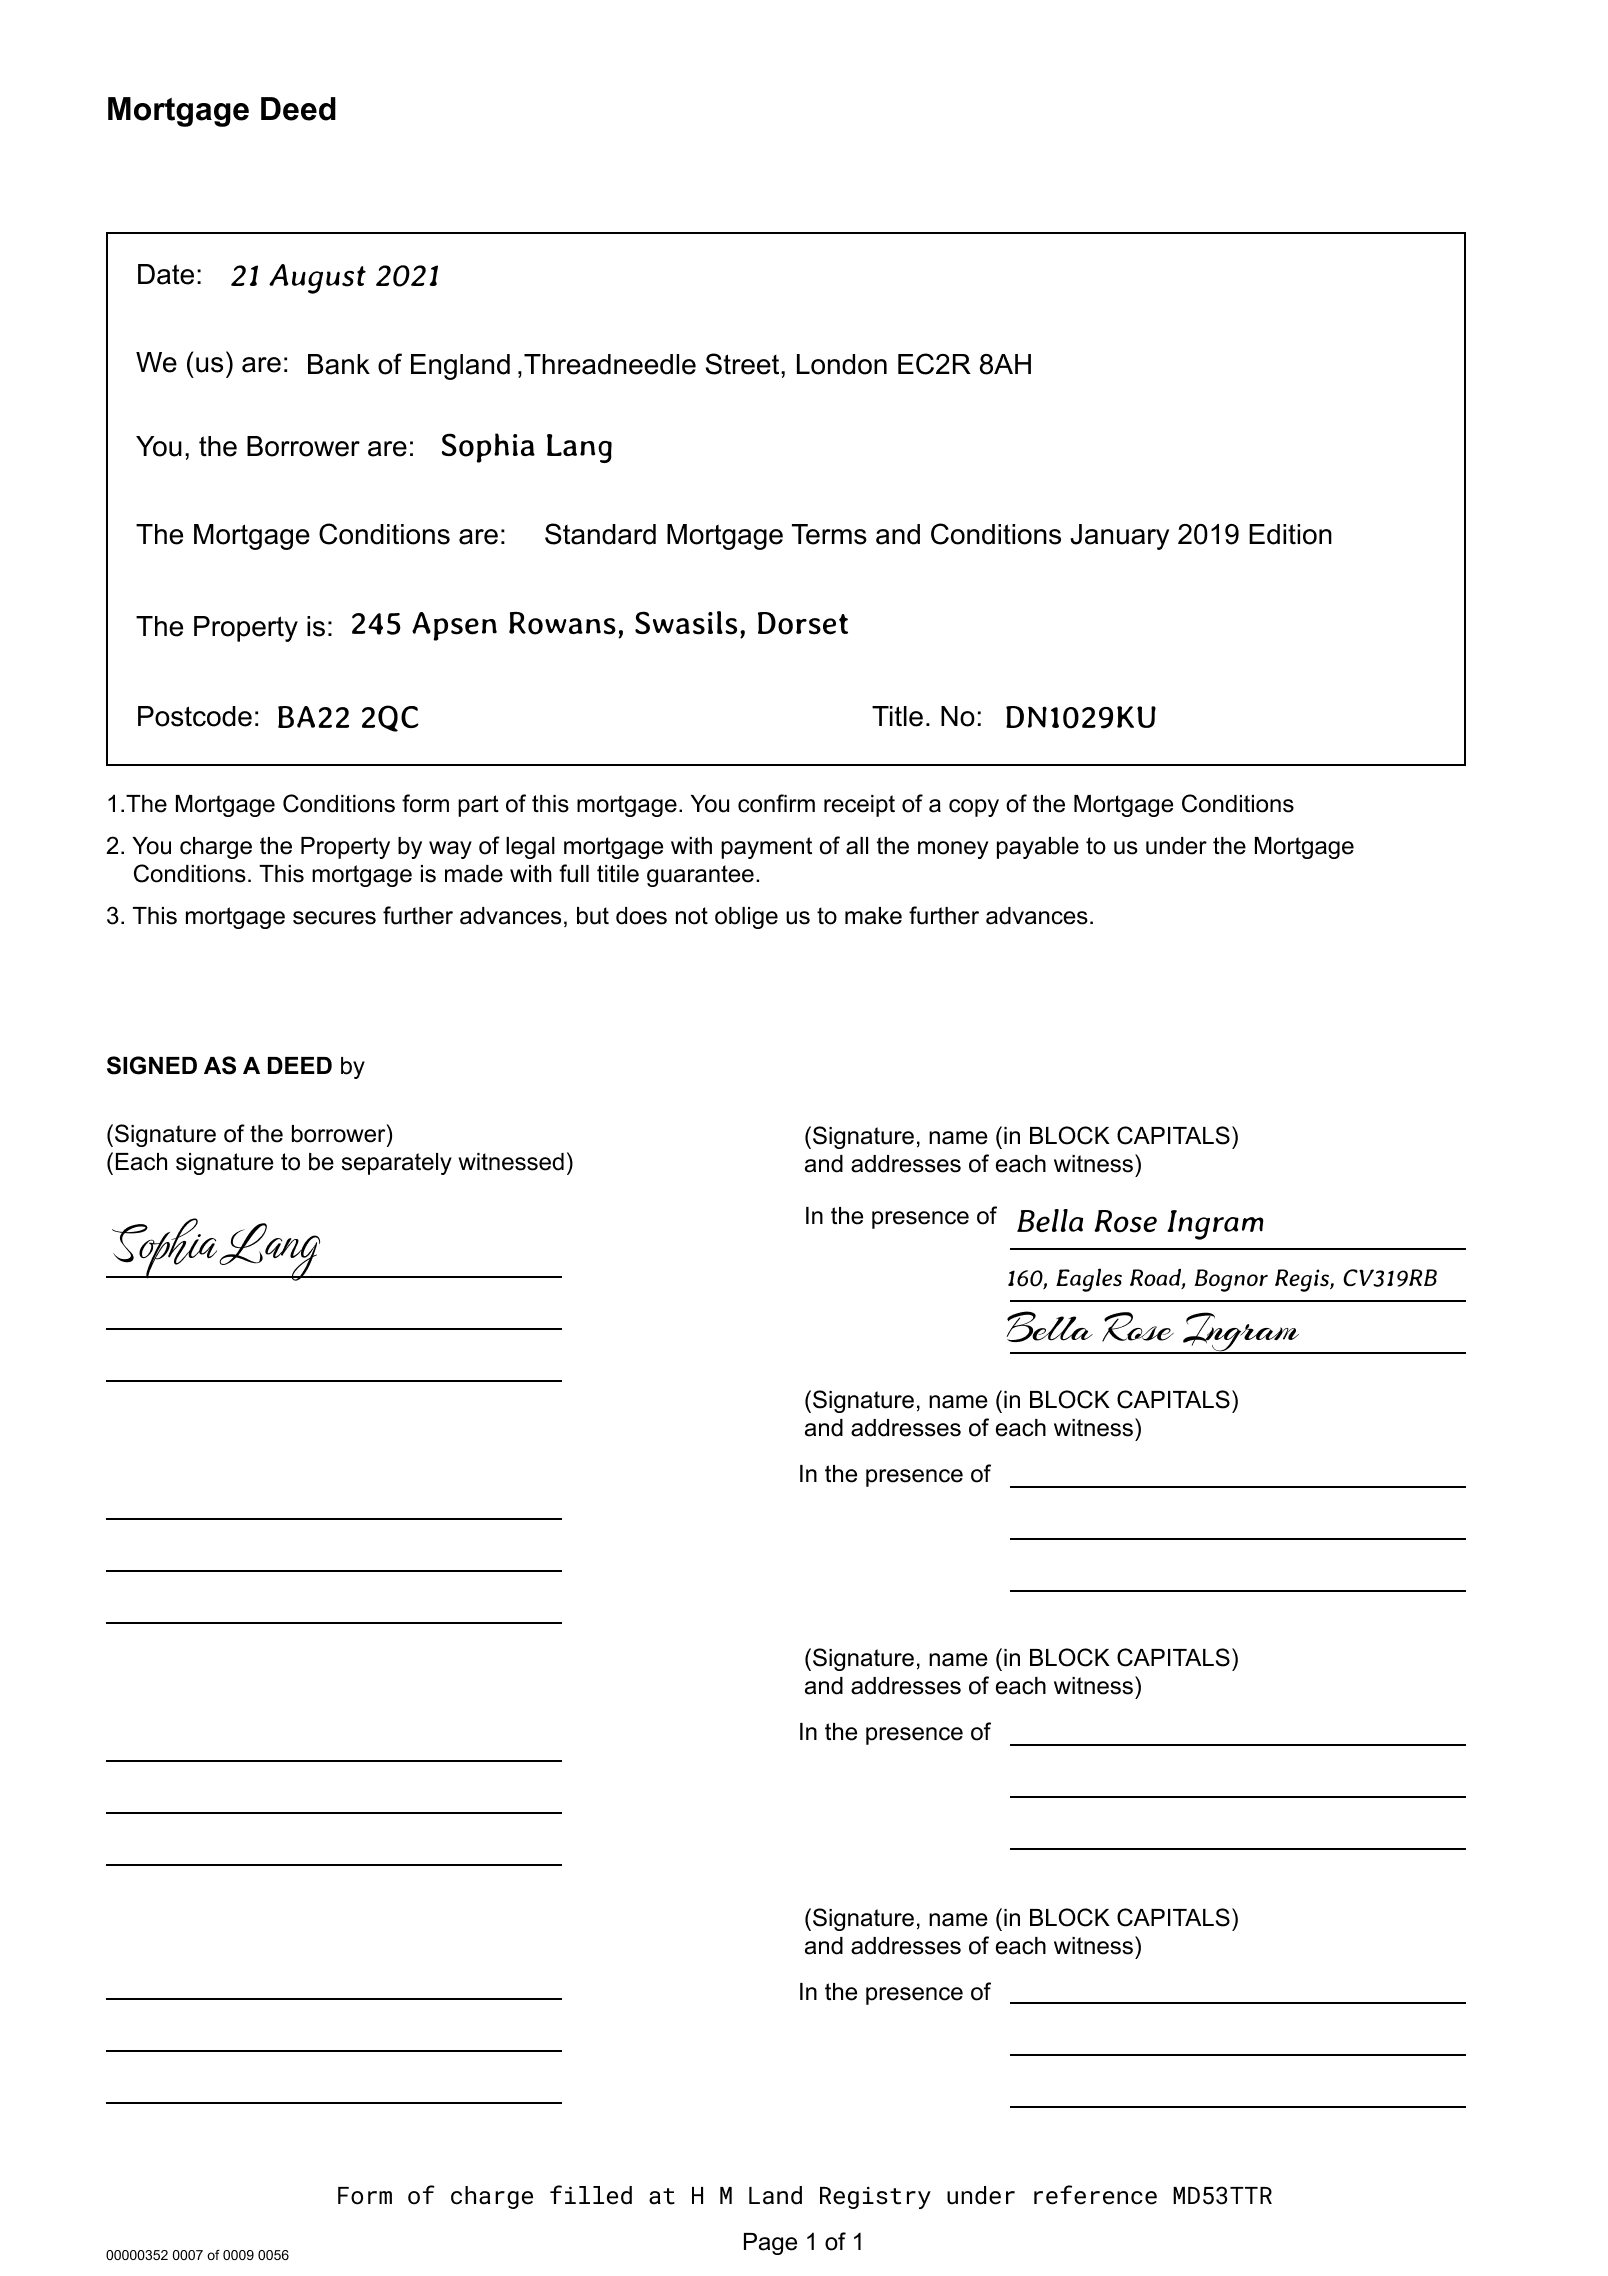 Mortgage Deed
Date: 21 August 2021
We (us) are: Bank of England ,Threadneedle Street, London EC2R 8AH
You, the Borrower are: Sophia Lang
The Mortgage Conditions are: Standard Mortgage Terms and Conditions January 2019 Edition
The Property is: 245 Apsen Rowans, Swasils, Dorset
Postcode: BA22 2QC Title. No: DN1029KU
1.The Mortgage Conditions form part of this mortgage. You confirm receipt of a copy of the Mortgage Conditions
2. You charge the Property by way of legal mortgage with payment of all the money payable to us under the Mortgage
Conditions. This mortgage is made with full titile guarantee.
3. This mortgage secures further advances, but does not oblige us to make further advances.
SIGNED AS A DEED by
(Signature of the borrower)
(Each signature to be separately witnessed)
Sophia Lang
(Signature, name (in BLOCK CAPITALS)
and addresses of each witness)
In the presence of Bella Rose Ingram
160, Eagles Road, Bognor Regis, CV319RB
Bella Rose Ingram
(Signature, name (in BLOCK CAPITALS)
and addresses of each witness)
In the presence of
(Signature, name (in BLOCK CAPITALS)
and addresses of each witness)
In the presence of
(Signature, name (in BLOCK CAPITALS)
and addresses of each witness)
In the presence of
Form of charge filled at H M Land Registry under reference MD53TTR
Page 1 of 1
00000352 0007 of 0009 0056